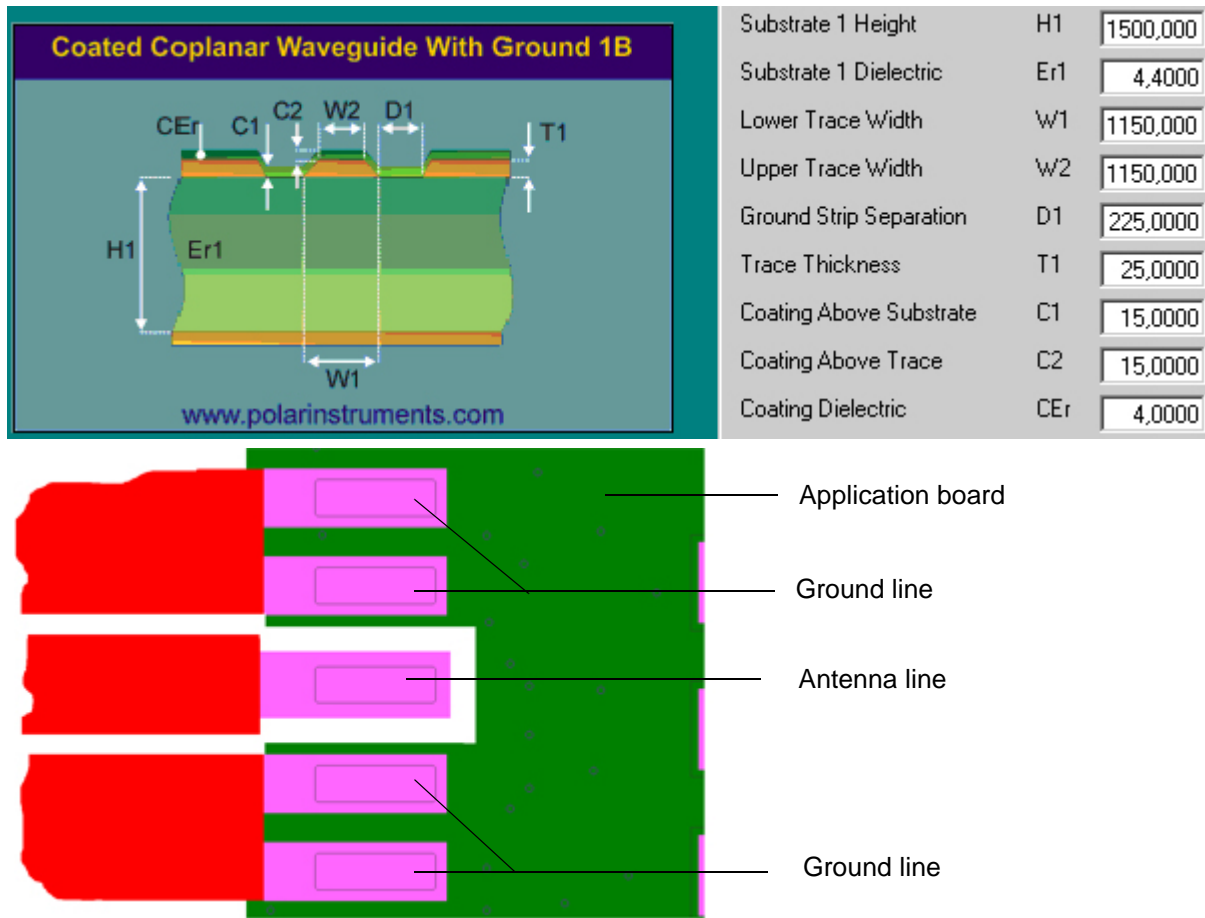 Coated Coplanar Waveguide With Ground 1B
CEr
C1
C2
W2
D1
T1
H1
Er1
W1
www.polarinstruments.com
Substrate 1 Height H1 1500,000
Substrate 1 Dielectric Er1 4,4000
Lower Trace Width W1 1150,000
Upper Trace Width W2 1150,000
Ground Strip Separation D1 225,0000
Trace Thickness T1 25,0000
Coating Above Substrate C1 15,0000
Coating Above Trace C2 15,0000
Coating Dielectric CEr 4,0000
Application board
Ground line
Antenna line
Ground line